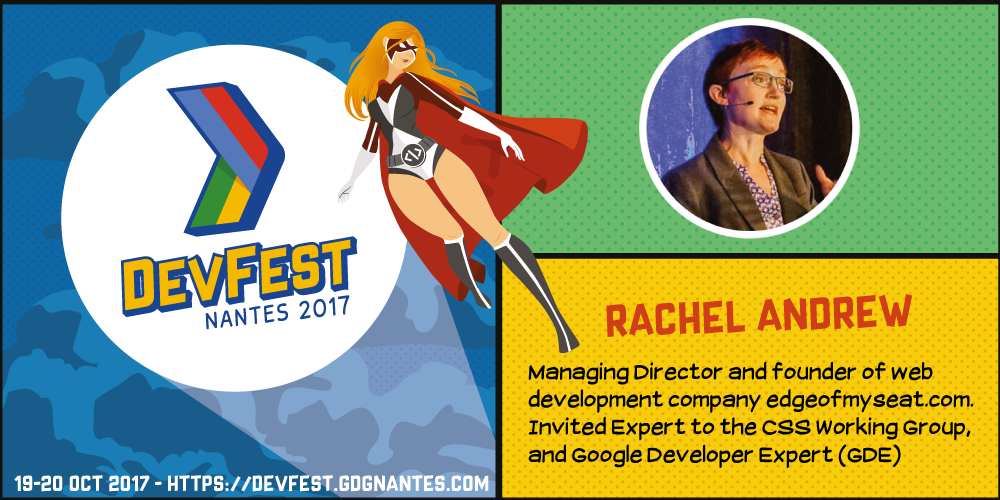 DEVFEST
NANTES 2017
19-20 OCT 2017 - HTTPS://DEVFEST.GDGNANTES.COM
RACHEL ANDREW
Managing Director and founder of web
development company edgeofmyseat.com.
Invited Expert to the CSS Working Group,
and Google Developer Expert (GDE)